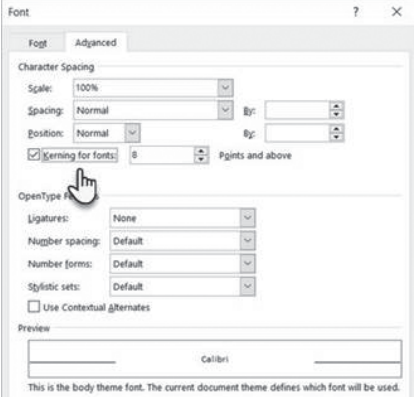 Font ? ×
Font Advanced
Character Spacing
Scale: 100%
Spacing: Normal By:
Position: Normal By:
Kerning for fonts: 8 Points and above
OpenType
Ligatures: None
Number spacing: Default
Number forms: Default
Stylistic sets: Default
Use Contextual Alternates
Preview
Calibri
This is the body theme font. The current document theme defines which font will be used.